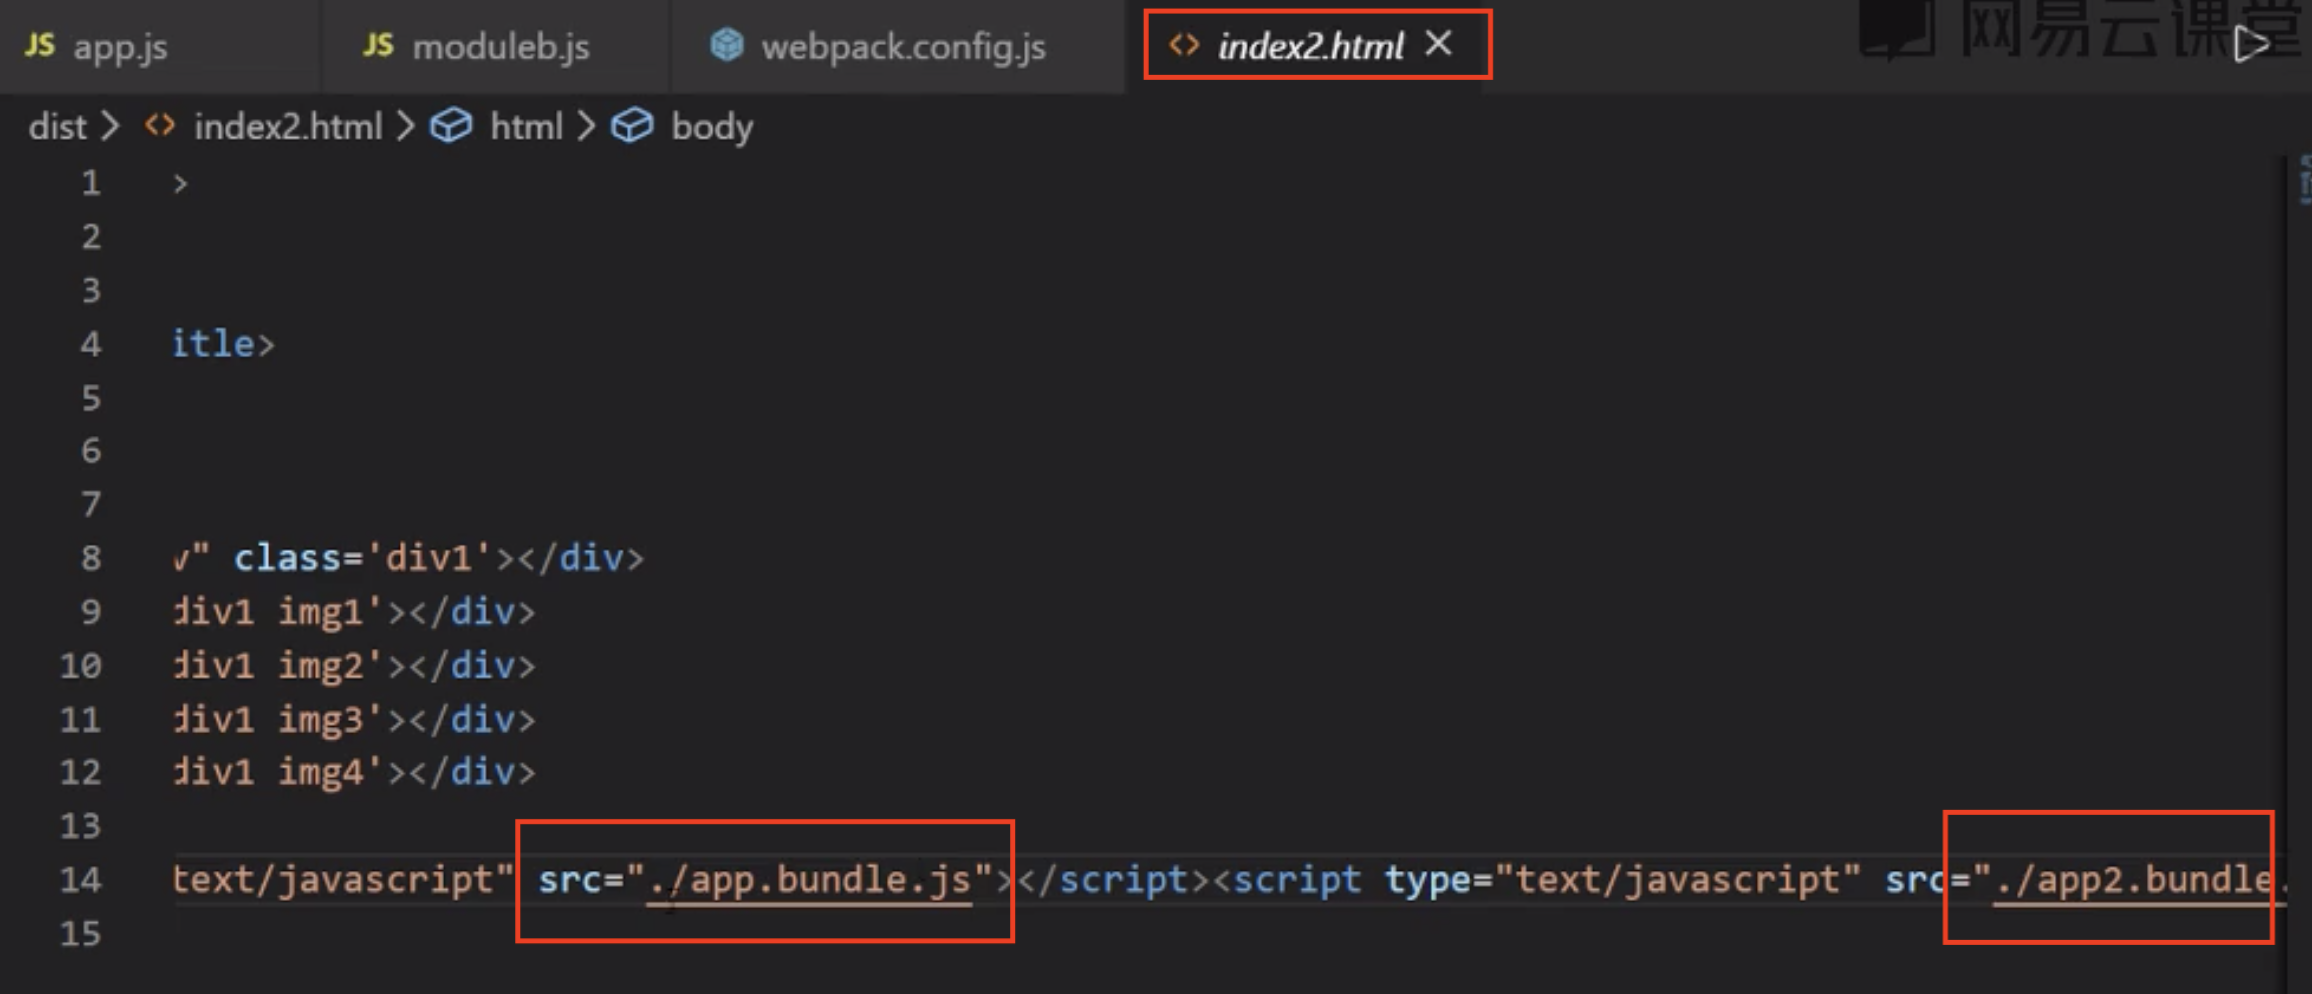 JS app.js JS moduleb.js webpack.config.js <> index2.html × 网易云课堂
dist > <> index2.html > html > body
1 >
2
3
4 itle>
5
6
7
8 v" class='div1'></div>
9 div1 img1'></div>
10 div1 img2'></div>
11 div1 img3'></div>
12 div1 img4'></div>
13
14 text/javascript" src="./app.bundle.js"></script><script type="text/javascript" src="./app2.bundle.
15